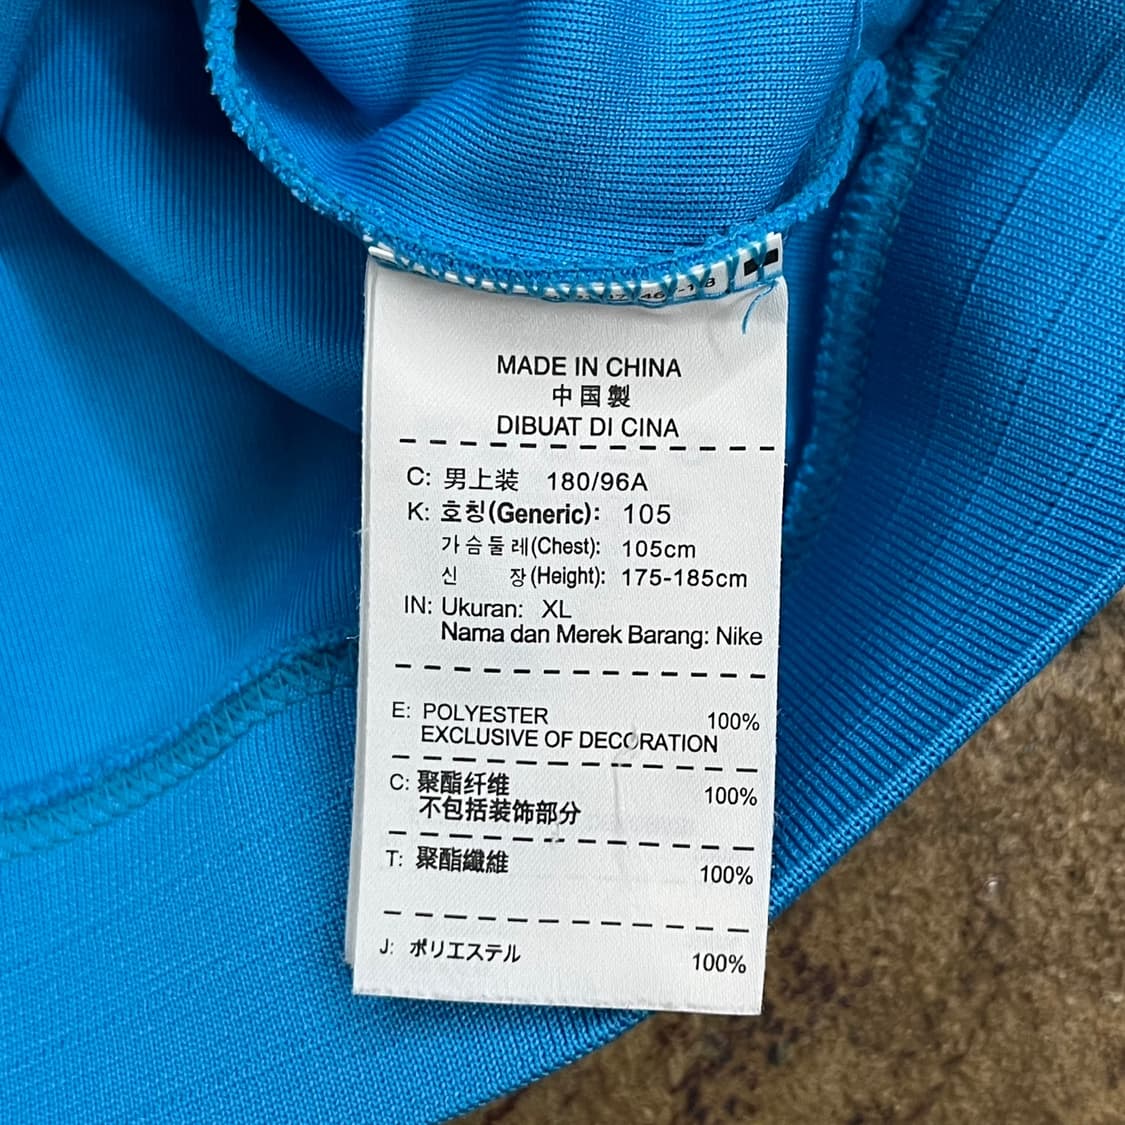 MADE IN CHINA
中国製
DIBUAT DI CINA
C: 男上装 180/96A
K: 호칭(Generic): 105
가슴둘레(Chest): 105cm
신 장(Height): 175-185cm
IN: Ukuran: XL
Nama dan Merek Barang: Nike
E: POLYESTER 100%
EXCLUSIVE OF DECORATION
C: 聚酯纤维 100%
不包括装饰部分
T: 聚酯纖維 100%
J: ポリエステル 100%